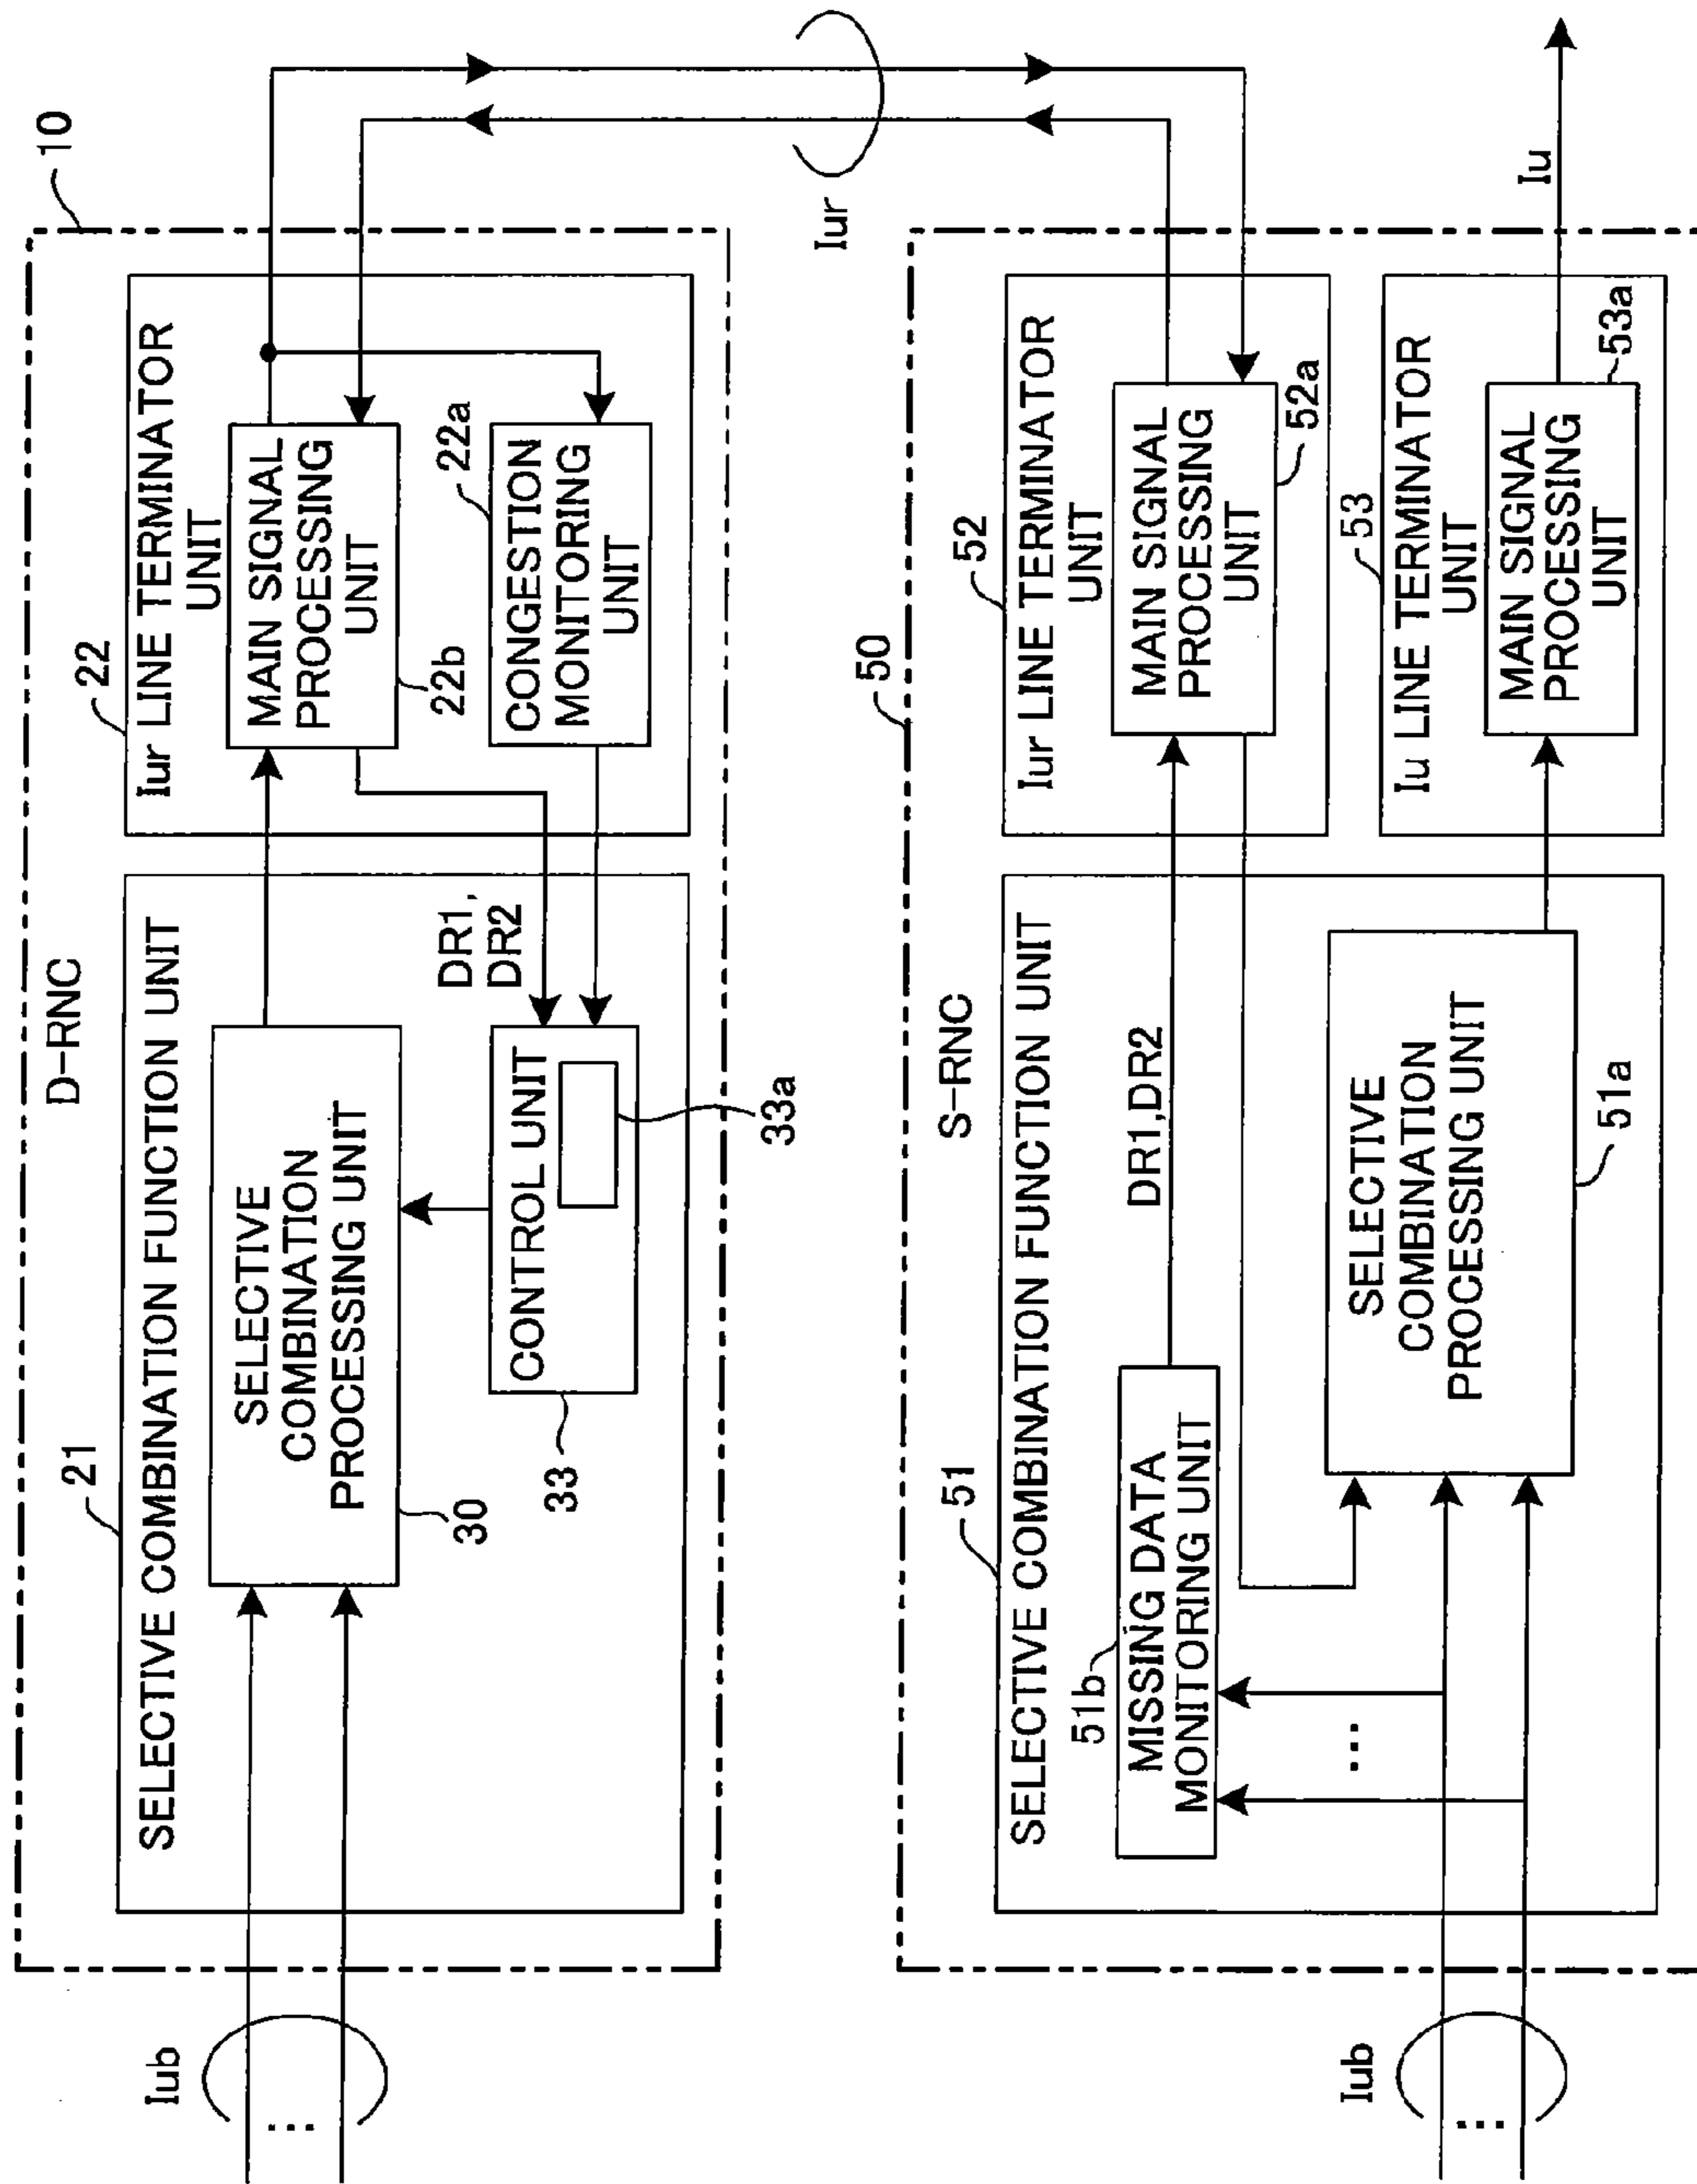 D-RNC
10
Iub
...
21
SELECTIVE COMBINATION FUNCTION UNIT
SELECTIVE
COMBINATION
PROCESSING UNIT
30
CONTROL UNIT
33
33a
DR1,
DR2
22
Iur LINE TERMINATOR
UNIT
MAIN SIGNAL
PROCESSING
UNIT
22b
22a
CONGESTION
MONITORING
UNIT
Iur
S-RNC
50
Iub
...
51
SELECTIVE COMBINATION FUNCTION UNIT
51b
MISSING DATA
MONITORING UNIT
...
DR1,DR2
SELECTIVE
COMBINATION
PROCESSING UNIT
51a
52
Iur LINE TERMINATOR
UNIT
MAIN SIGNAL
PROCESSING
UNIT
52a
53
Iu LINE TERMINATOR
UNIT
MAIN SIGNAL
PROCESSING
UNIT
53a
Iu